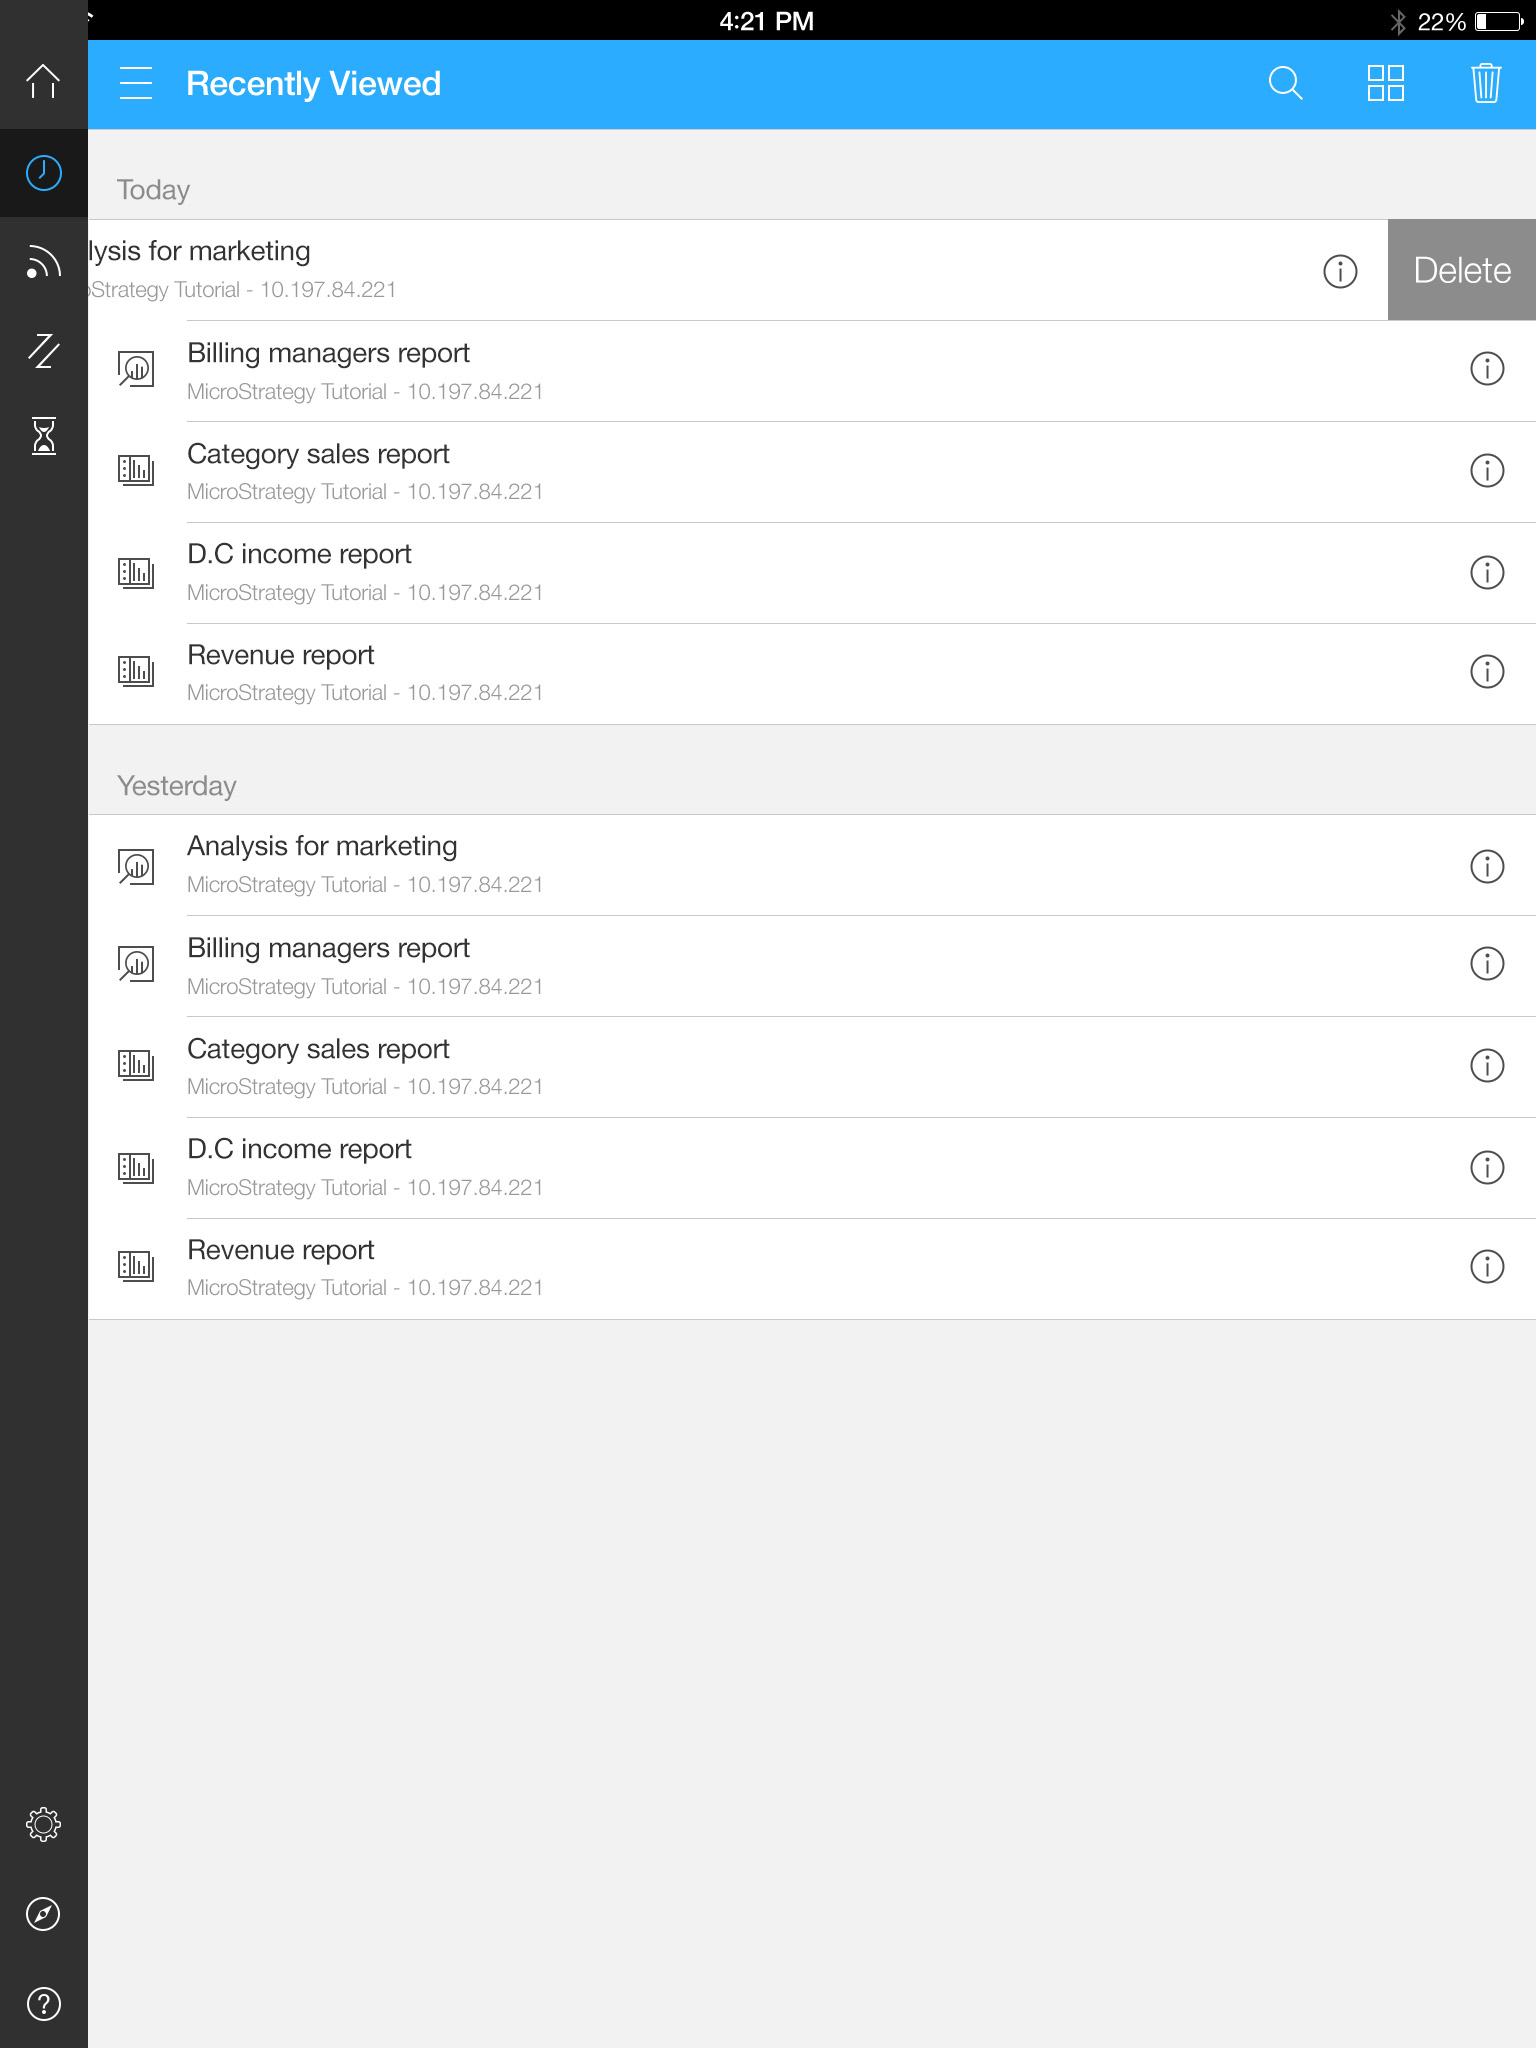 4:21 PM
22%
Recently Viewed
Today
lysis for marketing
Strategy Tutorial - 10.197.84.221
Delete
Billing managers report
MicroStrategy Tutorial - 10.197.84.221
Category sales report
MicroStrategy Tutorial - 10.197.84.221
D.C income report
MicroStrategy Tutorial - 10.197.84.221
Revenue report
MicroStrategy Tutorial - 10.197.84.221
Yesterday
Analysis for marketing
MicroStrategy Tutorial - 10.197.84.221
Billing managers report
MicroStrategy Tutorial - 10.197.84.221
Category sales report
MicroStrategy Tutorial - 10.197.84.221
D.C income report
MicroStrategy Tutorial - 10.197.84.221
Revenue report
MicroStrategy Tutorial - 10.197.84.221